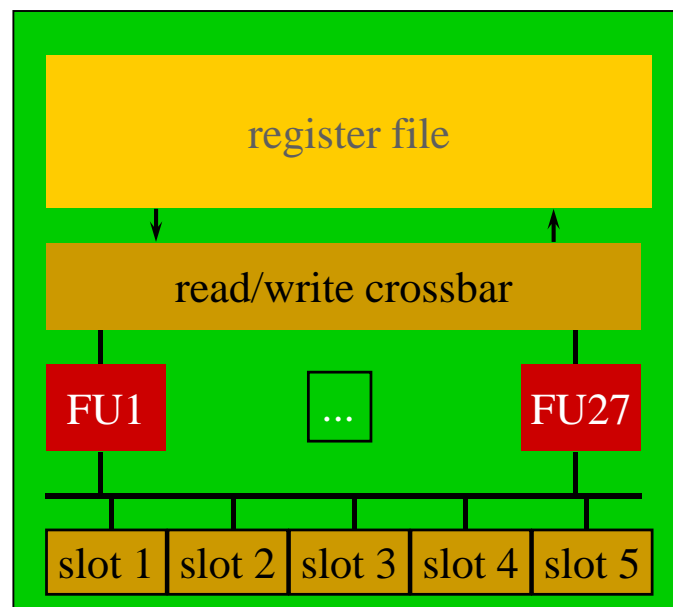 register file
read/write crossbar
FU1 ... FU27
slot 1 slot 2 slot 3 slot 4 slot 5